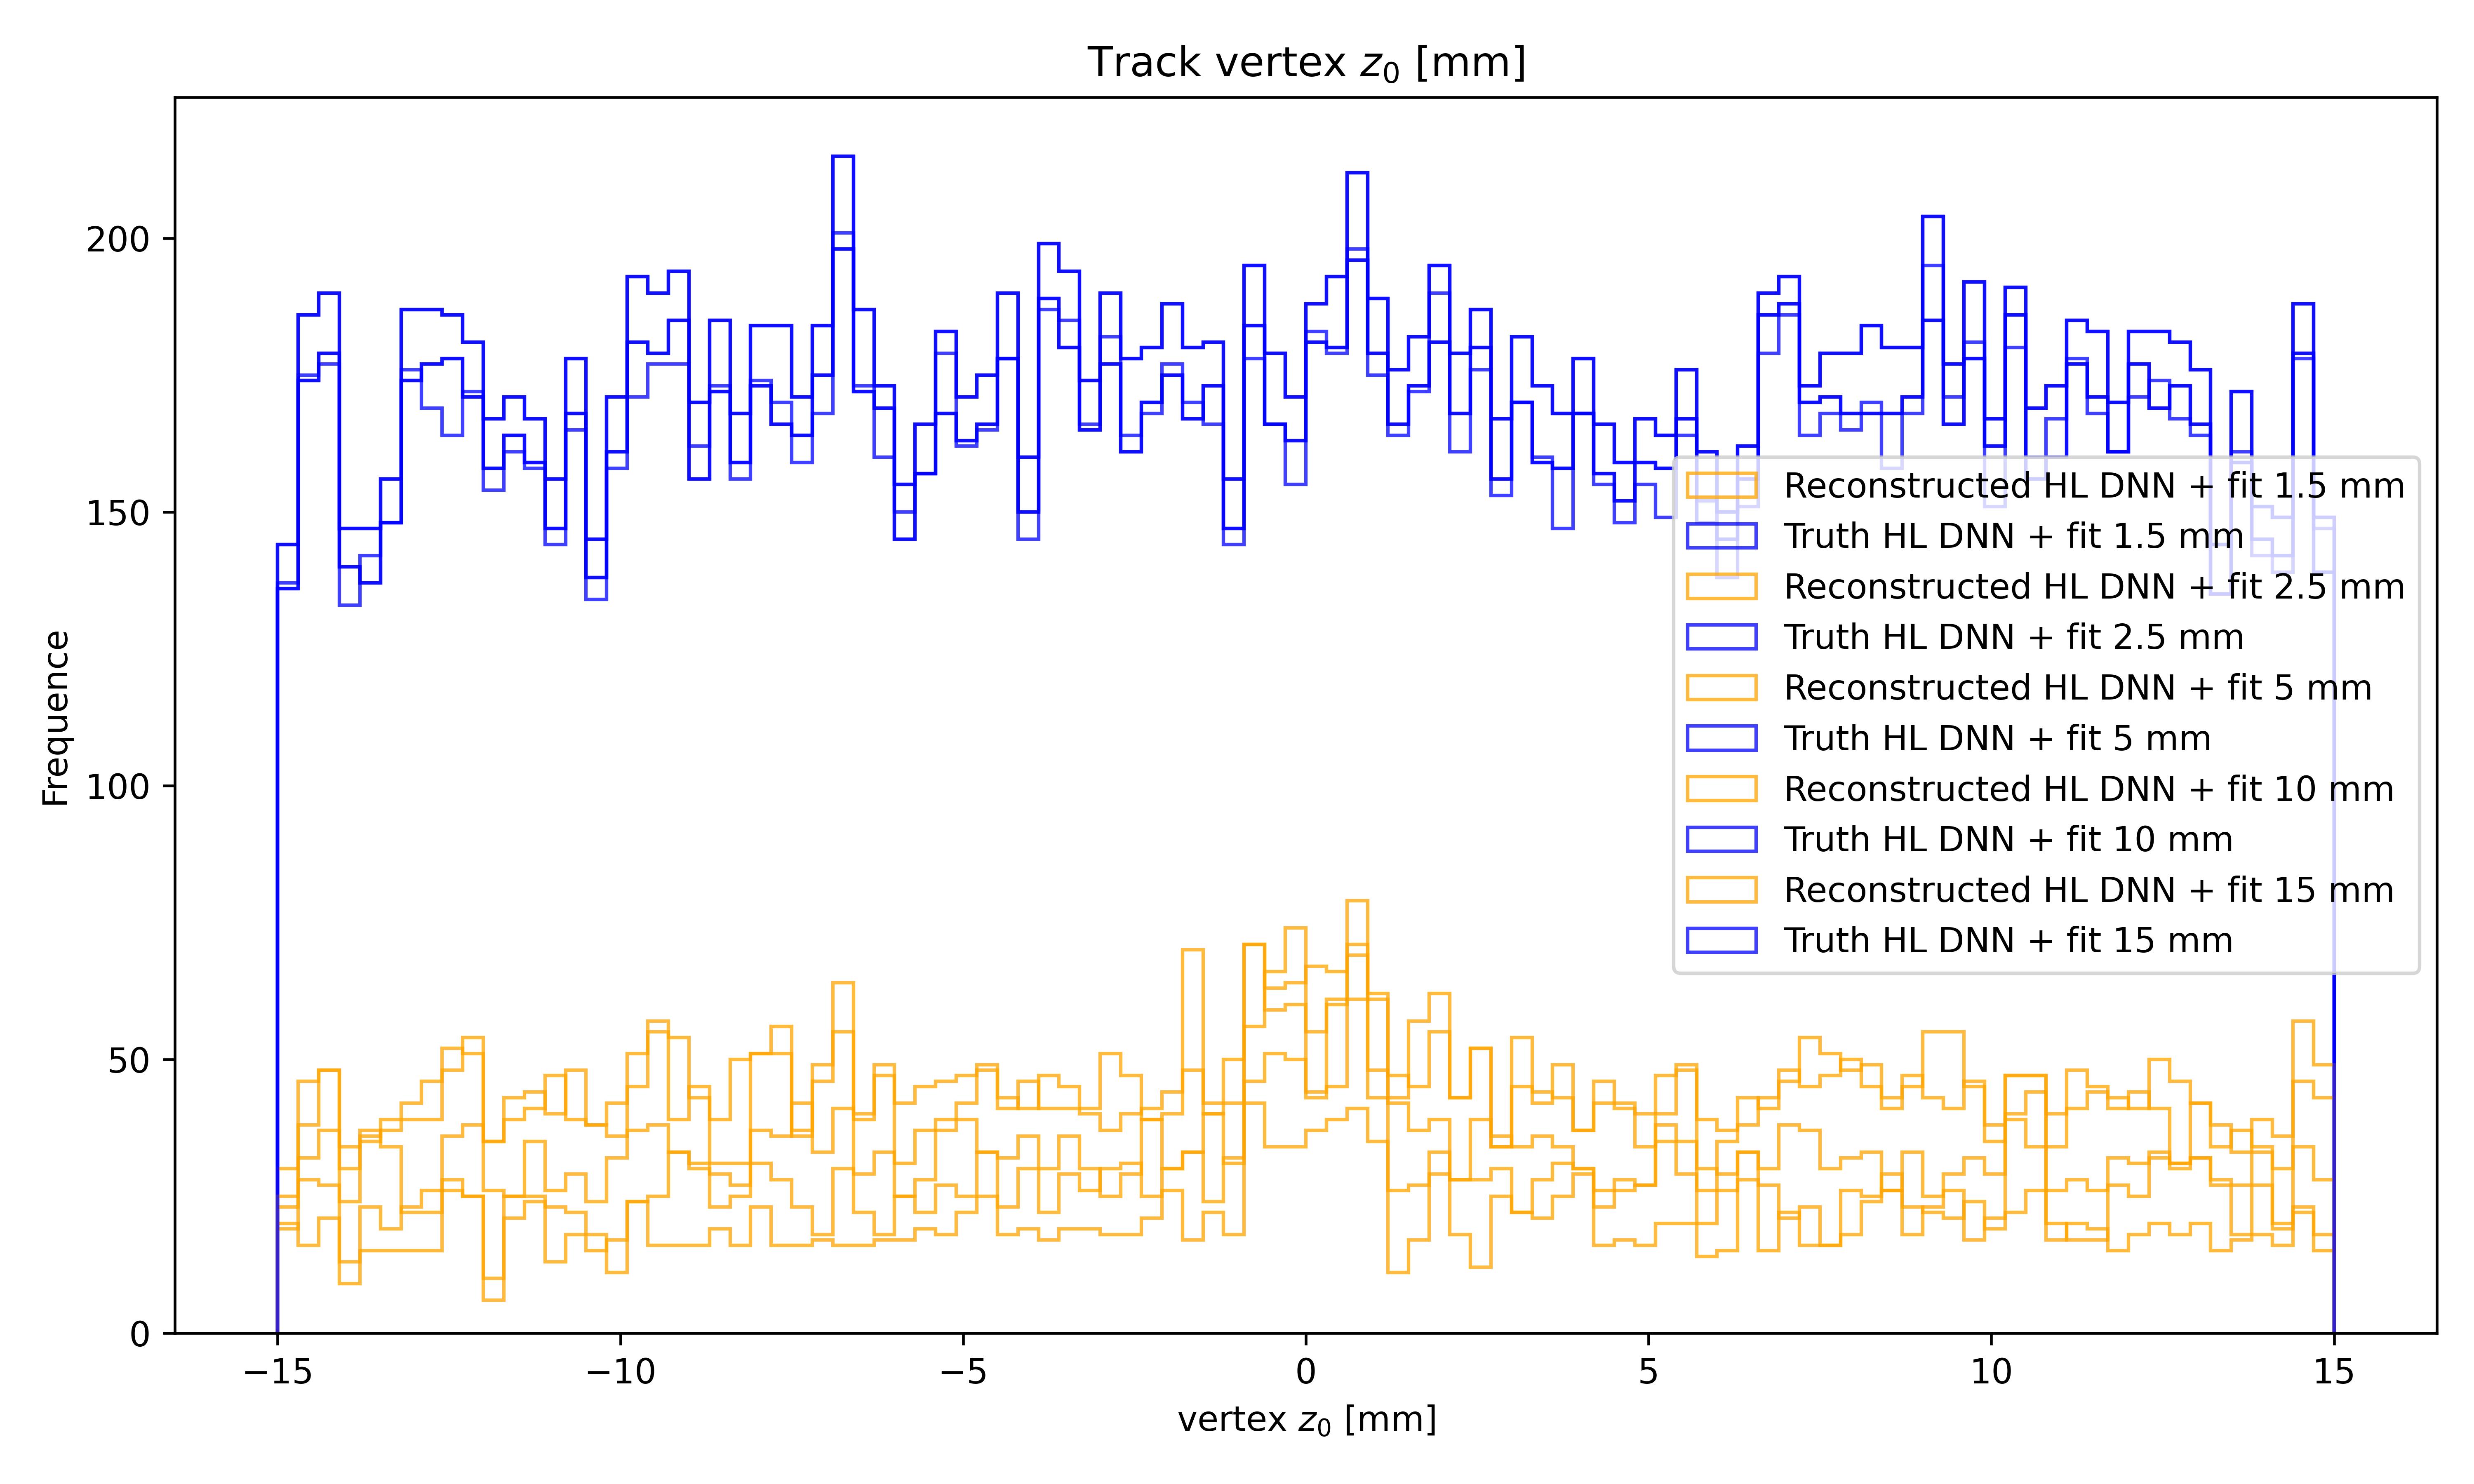 Track vertex z₀ [mm]
Frequence
200
150
100
50
0
Reconstructed HL DNN + fit 1.5 mm
Truth HL DNN + fit 1.5 mm
Reconstructed HL DNN + fit 2.5 mm
Truth HL DNN + fit 2.5 mm
Reconstructed HL DNN + fit 5 mm
Truth HL DNN + fit 5 mm
Reconstructed HL DNN + fit 10 mm
Truth HL DNN + fit 10 mm
Reconstructed HL DNN + fit 15 mm
Truth HL DNN + fit 15 mm
−15 −10 −5 0 5 10 15
vertex z₀ [mm]